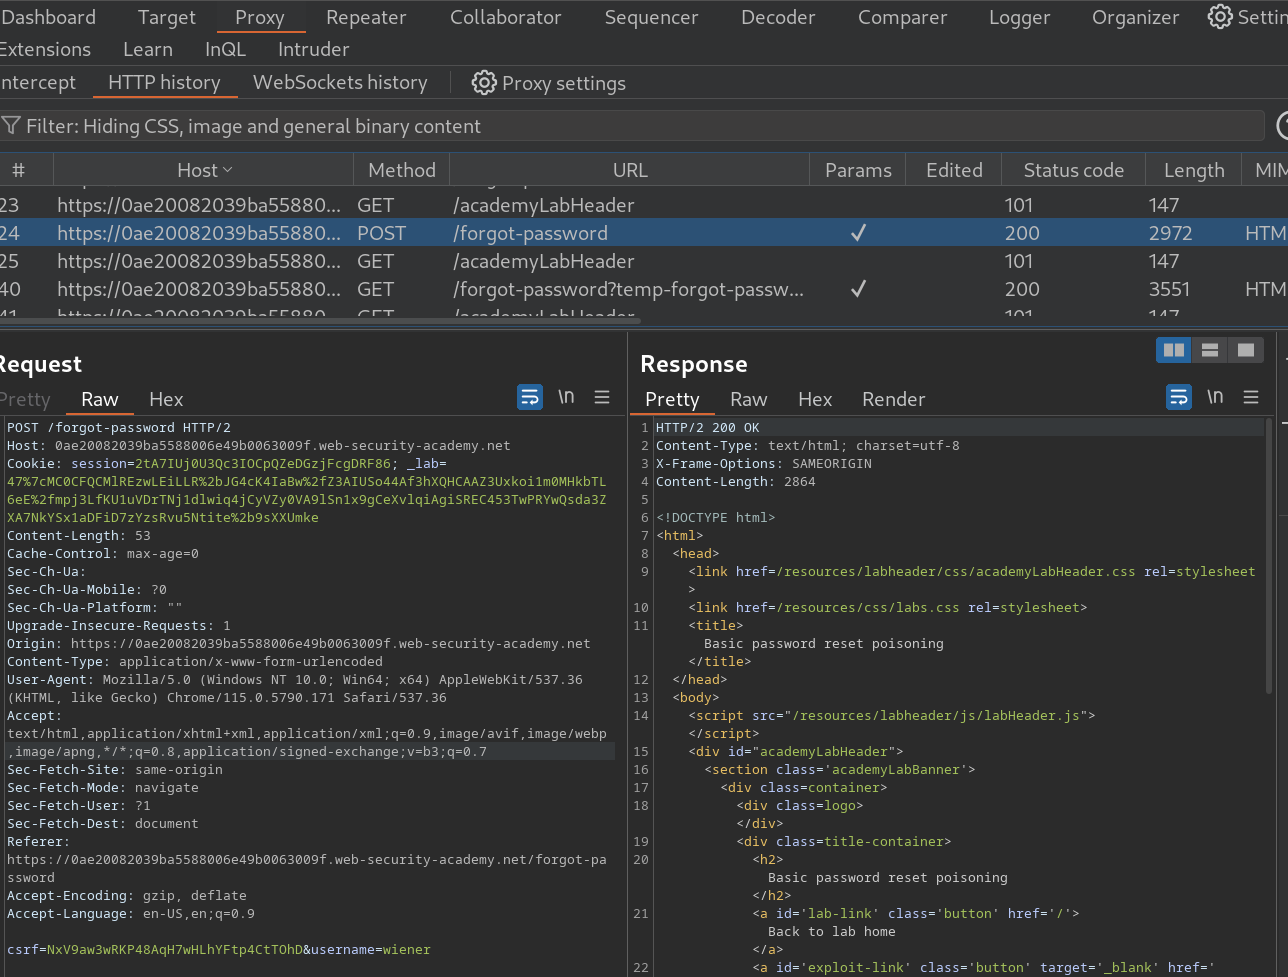 Dashboard Target Proxy Repeater Collaborator Sequencer Decoder Comparer Logger Organizer
Extensions Learn InQL Intruder
HTTP history WebSockets history Proxy settings
Filter: Hiding CSS, image and general binary content
# Host Method URL Params Edited Status code Length
23 https://0ae20082039ba55880... GET /academyLabHeader 101 147
24 https://0ae20082039ba55880... POST /forgot-password ✓ 200 2972
25 https://0ae20082039ba55880... GET /academyLabHeader 101 147
40 https://0ae20082039ba55880... GET /forgot-password?temp-forgot-passw... ✓ 200 3551
Request
Pretty Raw Hex \n
POST /forgot-password HTTP/2
Host: 0ae20082039ba5588006e49b0063009f.web-security-academy.net
Cookie: session=2tA7IUj0U3Qc3IOCpQZeDGzjFcgDRF86; _lab=
47%7cMC0CFQCMlREzwLEiLLR%2bJG4cK4IaBw%2fZ3AIUSo44Af3hXQHCAAZ3Uxkoi1m0MHkbTL
6eE%2fmpj3LfKU1uVDrTNj1dlwiq4jCyVZy0VA9lSn1x9gCeXvlqiAgiSREC453TwPRYwQsda3Z
XA7NkYSx1aDFiD7zYzsRvu5Ntite%2b9sXXUmke
Content-Length: 53
Cache-Control: max-age=0
Sec-Ch-Ua:
Sec-Ch-Ua-Mobile: ?0
Sec-Ch-Ua-Platform: ""
Upgrade-Insecure-Requests: 1
Origin: https://0ae20082039ba5588006e49b0063009f.web-security-academy.net
Content-Type: application/x-www-form-urlencoded
User-Agent: Mozilla/5.0 (Windows NT 10.0; Win64; x64) AppleWebKit/537.36
(KHTML, like Gecko) Chrome/115.0.5790.171 Safari/537.36
Accept:
text/html,application/xhtml+xml,application/xml;q=0.9,image/avif,image/webp
,image/apng,*/*;q=0.8,application/signed-exchange;v=b3;q=0.7
Sec-Fetch-Site: same-origin
Sec-Fetch-Mode: navigate
Sec-Fetch-User: ?1
Sec-Fetch-Dest: document
Referer:
https://0ae20082039ba5588006e49b0063009f.web-security-academy.net/forgot-pa
ssword
Accept-Encoding: gzip, deflate
Accept-Language: en-US,en;q=0.9
csrf=NxV9aw3wRKP48AqH7wHLhYFtp4CtTOhD&username=wiener
Response
Pretty Raw Hex Render \n
1 HTTP/2 200 OK
2 Content-Type: text/html; charset=utf-8
3 X-Frame-Options: SAMEORIGIN
4 Content-Length: 2864
5
6 <!DOCTYPE html>
7 <html>
8 <head>
9 <link href=/resources/labheader/css/academyLabHeader.css rel=stylesheet
>
10 <link href=/resources/css/labs.css rel=stylesheet>
11 <title>
Basic password reset poisoning
</title>
12 </head>
13 <body>
14 <script src="/resources/labheader/js/labHeader.js">
</script>
15 <div id="academyLabHeader">
16 <section class='academyLabBanner'>
17 <div class=container>
18 <div class=logo>
</div>
19 <div class=title-container>
20 <h2>
Basic password reset poisoning
</h2>
21 <a id='lab-link' class='button' href='/'>
Back to lab home
</a>
22 <a id='exploit-link' class='button' target='_blank' href='